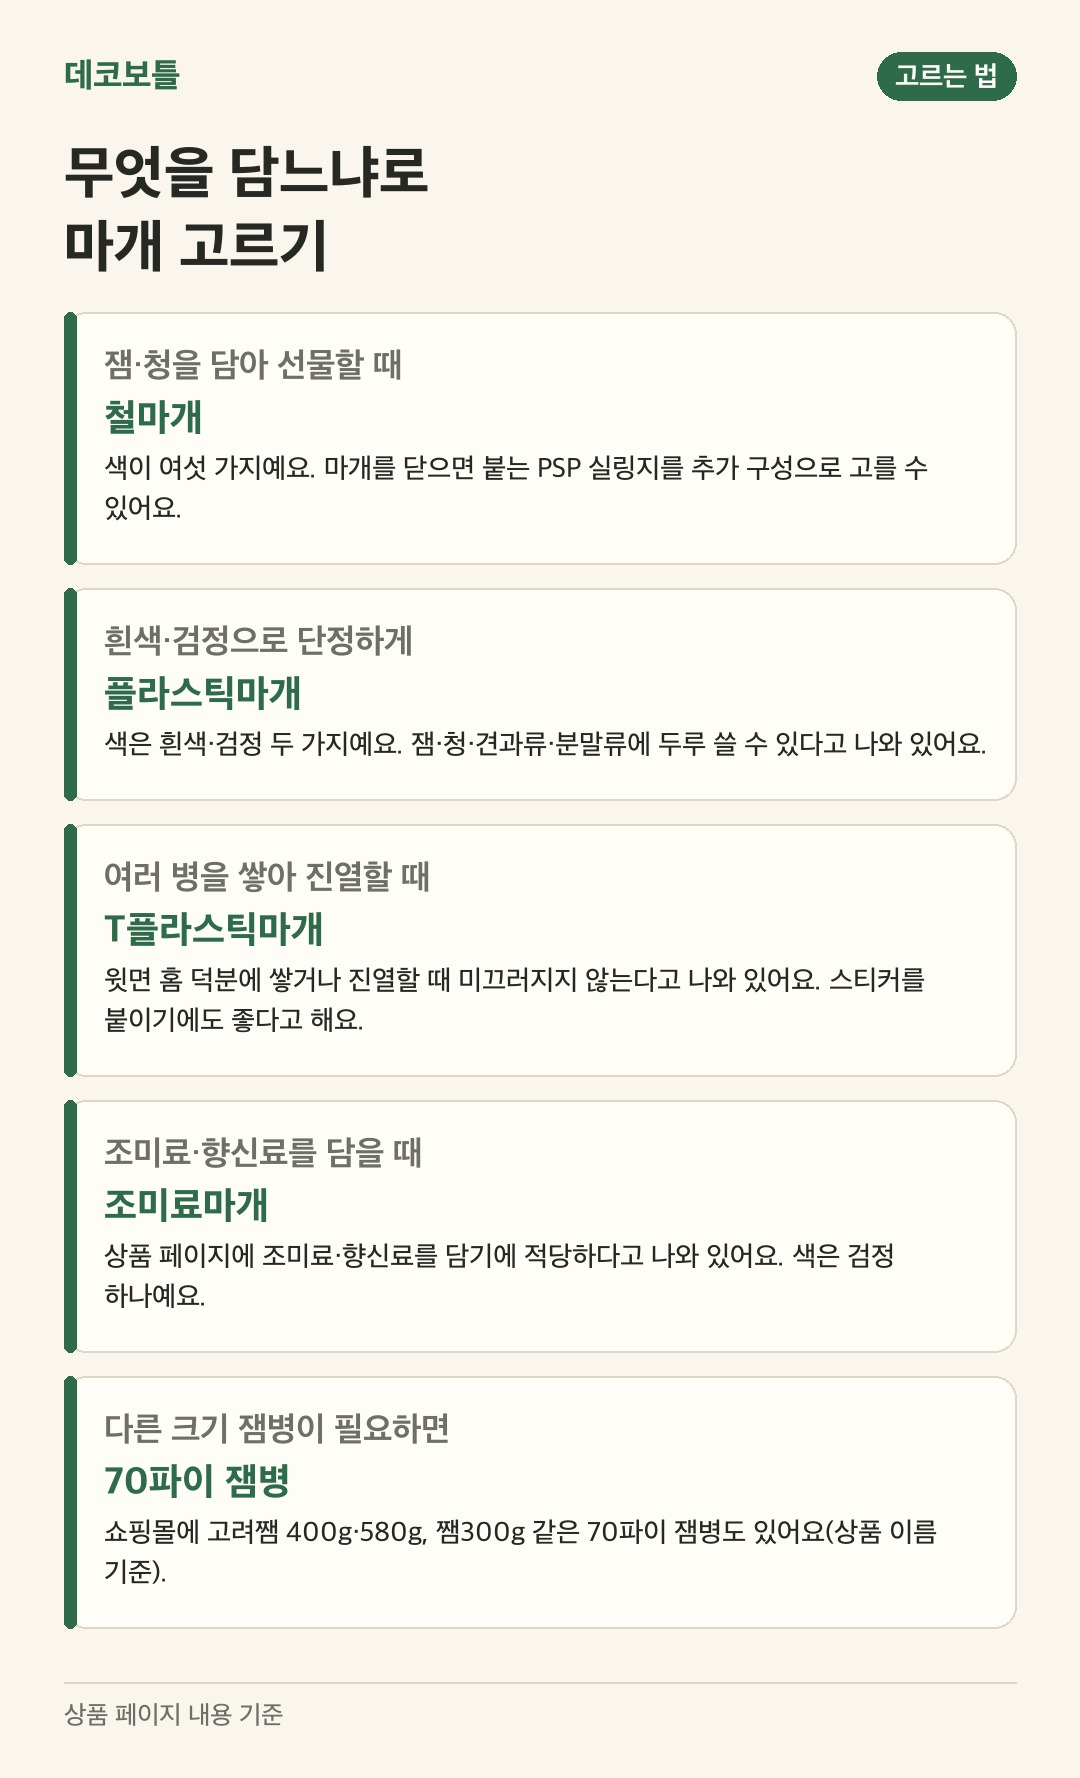 데코보틀
고르는 법
무엇을 담느냐로
마개 고르기
잼·청을 담아 선물할 때
철마개
색이 여섯 가지예요. 마개를 닫으면 붙는 PSP 실링지를 추가 구성으로 고를 수
있어요.
흰색·검정으로 단정하게
플라스틱마개
색은 흰색·검정 두 가지예요. 잼·청·견과류·분말류에 두루 쓸 수 있다고 나와 있어요.
여러 병을 쌓아 진열할 때
T플라스틱마개
윗면 홈 덕분에 쌓거나 진열할 때 미끄러지지 않는다고 나와 있어요. 스티커를
붙이기에도 좋다고 해요.
조미료·향신료를 담을 때
조미료마개
상품 페이지에 조미료·향신료를 담기에 적당하다고 나와 있어요. 색은 검정
하나예요.
다른 크기 잼병이 필요하면
70파이 잼병
쇼핑몰에 고려쨈 400g·580g, 쨈300g 같은 70파이 잼병도 있어요(상품 이름
기준).
상품 페이지 내용 기준